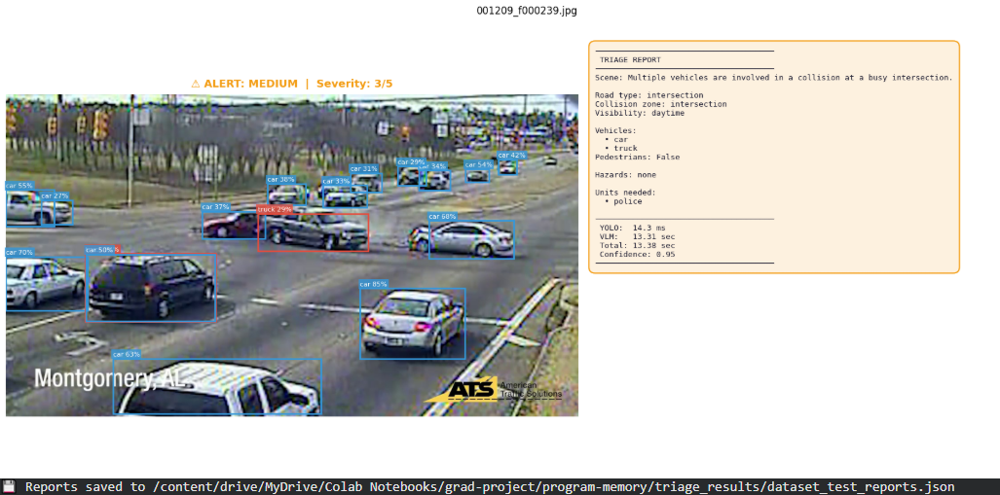 001209_f000239.jpg
⚠ ALERT: MEDIUM | Severity: 3/5
TRIAGE REPORT
Scene: Multiple vehicles are involved in a collision at a busy intersection.
Road type: intersection
Collision zone: intersection
Visibility: daytime
Vehicles:
• car
• truck
Pedestrians: False
Hazards: none
Units needed:
• police
YOLO: 14.3 ms
VLM: 13.31 sec
Total: 13.38 sec
Confidence: 0.95
car 42%
car 29%
34%
car 54%
car 31%
car 38%
car 33%
car 55%
car 27%
car 37%
truck 29%
car 68%
car 70%
car 50%
%
car 85%
car 63%
Montgomery, AL
ATS
American
Traffic Solutions
Reports saved to /content/drive/MyDrive/Colab Notebooks/grad-project/program-memory/triage_results/dataset_test_reports.json